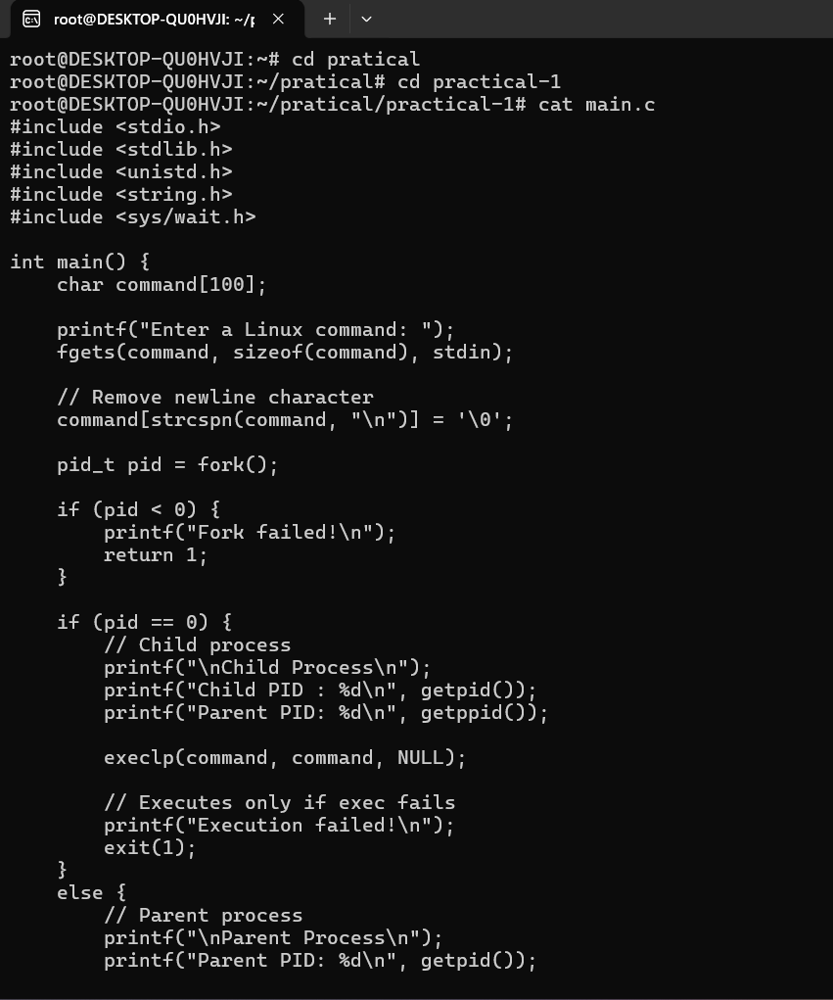 root@DESKTOP-QU0HVJI: ~/p
root@DESKTOP-QU0HVJI:~# cd pratical
root@DESKTOP-QU0HVJI:~/pratical# cd practical-1
root@DESKTOP-QU0HVJI:~/pratical/practical-1# cat main.c
#include <stdio.h>
#include <stdlib.h>
#include <unistd.h>
#include <string.h>
#include <sys/wait.h>

int main() {
    char command[100];

    printf("Enter a Linux command: ");
    fgets(command, sizeof(command), stdin);

    // Remove newline character
    command[strcspn(command, "\n")] = '\0';

    pid_t pid = fork();

    if (pid < 0) {
        printf("Fork failed!\n");
        return 1;
    }

    if (pid == 0) {
        // Child process
        printf("\nChild Process\n");
        printf("Child PID : %d\n", getpid());
        printf("Parent PID: %d\n", getppid());

        execlp(command, command, NULL);

        // Executes only if exec fails
        printf("Execution failed!\n");
        exit(1);
    }
    else {
        // Parent process
        printf("\nParent Process\n");
        printf("Parent PID: %d\n", getpid());